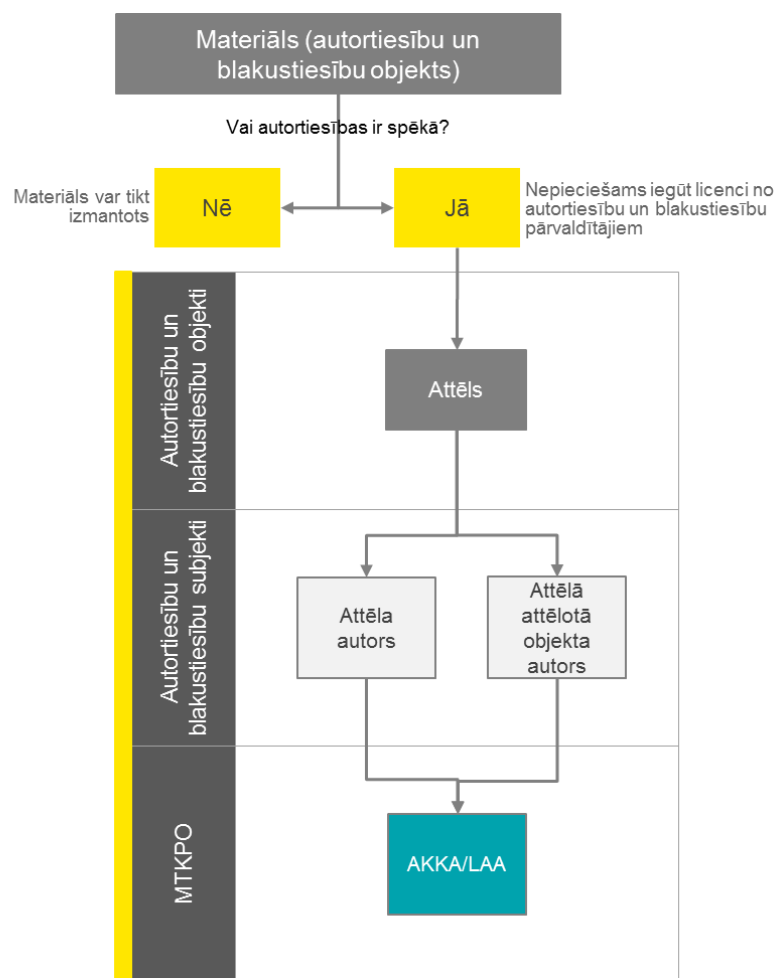 Materiāls (autortiesību un
blakustiesību objekts)
Vai autortiesības ir spēkā?
Materiāls var tikt
izmantots
Nē
Jā
Nepieciešams iegūt licenci no
autortiesību un blakustiesību
pārvaldītājiem
Autortiesību un
blakustiesību objekti
Attēls
Autortiesību un
blakustiesību subjekti
Attēla
autors
Attēlā
attēlotā
objekta
autors
MTKPO
AKKA/LAA